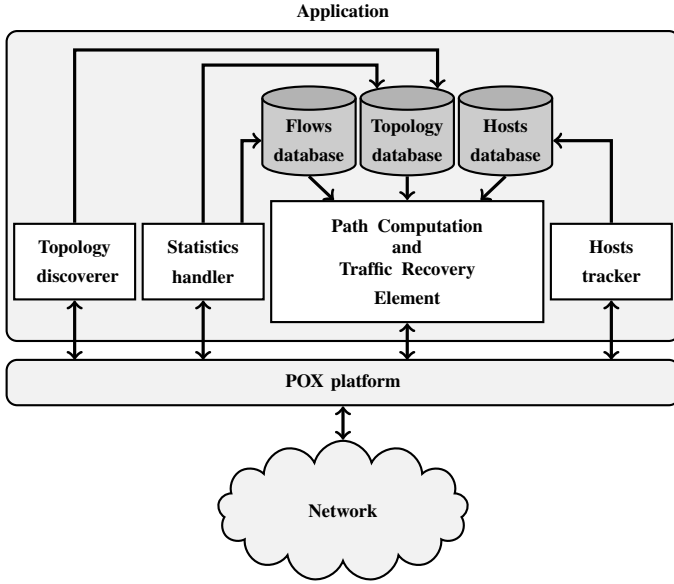 Application
Flows
database
Topology
database
Hosts
database
Topology
discoverer
Statistics
handler
Path Computation
and
Traffic Recovery
Element
Hosts
tracker
POX platform
Network